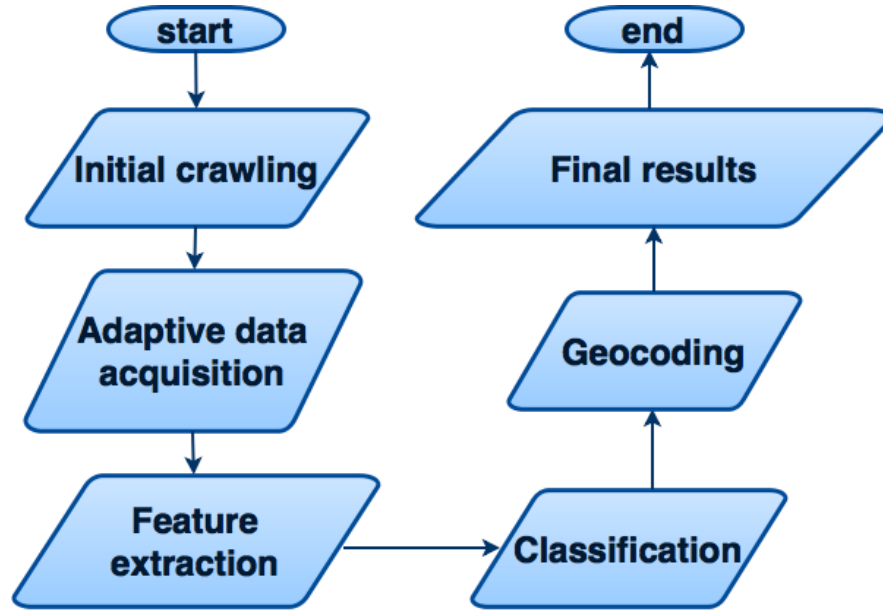 start
Initial crawling
Adaptive data
acquisition
Feature
extraction
Classification
Geocoding
Final results
end